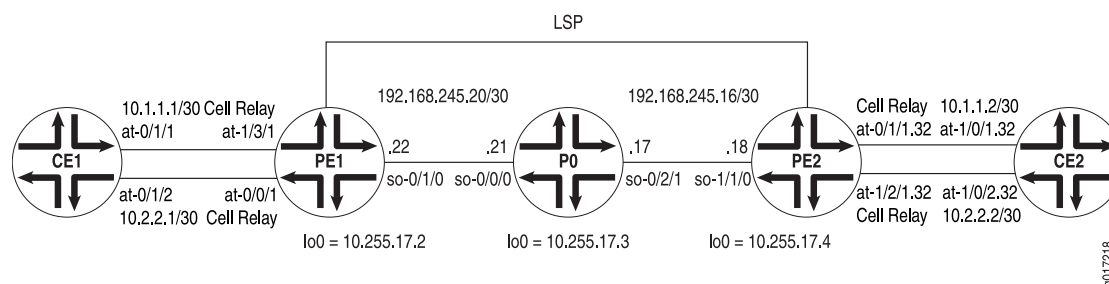 LSP
10.1.1.1/30 Cell Relay
192.168.245.20/30
192.168.245.16/30
Cell Relay 10.1.1.2/30
at-0/1/1
at-1/3/1
at-0/1/1.32 at-1/0/1.32
CE1
PE1
.22
.21
P0
.17
.18
PE2
CE2
so-0/1/0 so-0/0/0
so-0/2/1
so-1/1/0
at-0/1/2
at-0/0/1
at-1/2/1.32 at-1/0/2.32
10.2.2.1/30 Cell Relay
Cell Relay 10.2.2.2/30
lo0 = 10.255.17.2
lo0 = 10.255.17.3
lo0 = 10.255.17.4
g017218